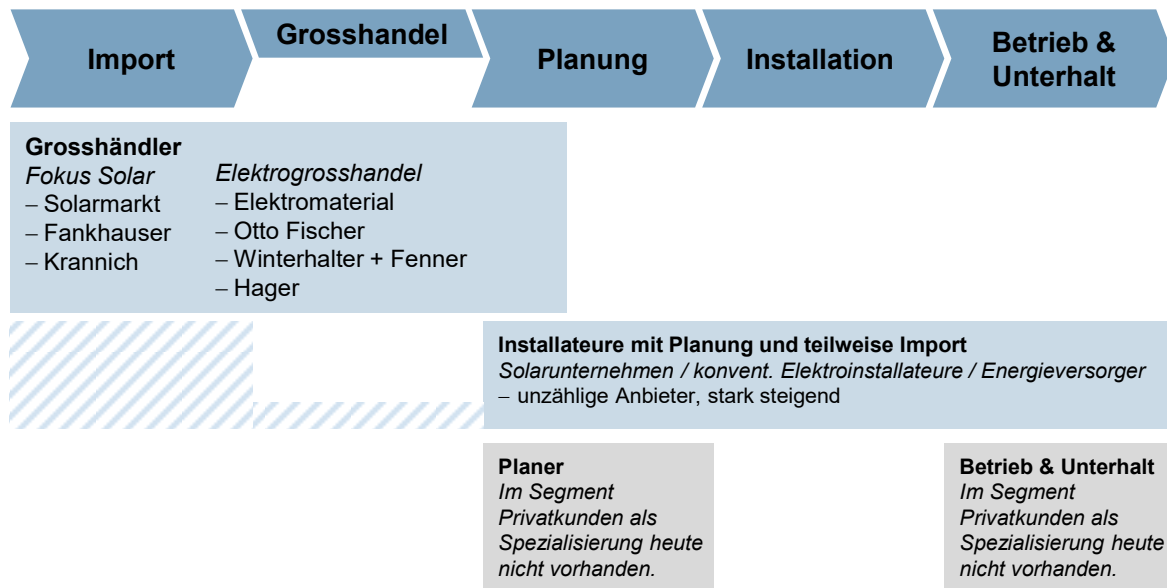 Import
Grosshandel
Planung
Installation
Betrieb &
Unterhalt
Grosshändler
Fokus Solar
– Solarmarkt
– Fankhauser
– Krannich
Elektrogrosshandel
– Elektromaterial
– Otto Fischer
– Winterhalter + Fenner
– Hager
Installateure mit Planung und teilweise Import
Solarunternehmen / konvent. Elektroinstallateure / Energieversorger
– unzählige Anbieter, stark steigend
Planer
Im Segment
Privatkunden als
Spezialisierung heute
nicht vorhanden.
Betrieb & Unterhalt
Im Segment
Privatkunden als
Spezialisierung heute
nicht vorhanden.